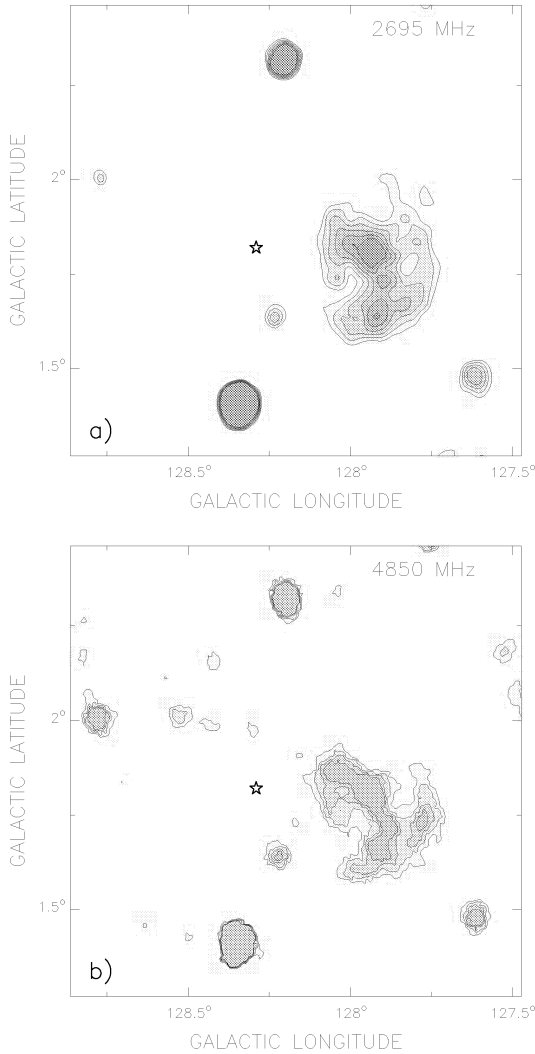 2695 MHz
GALACTIC LATITUDE
2°
1.5°
a)
128.5°
128°
127.5°
GALACTIC LONGITUDE
4850 MHz
GALACTIC LATITUDE
2°
1.5°
b)
128.5°
128°
127.5°
GALACTIC LONGITUDE